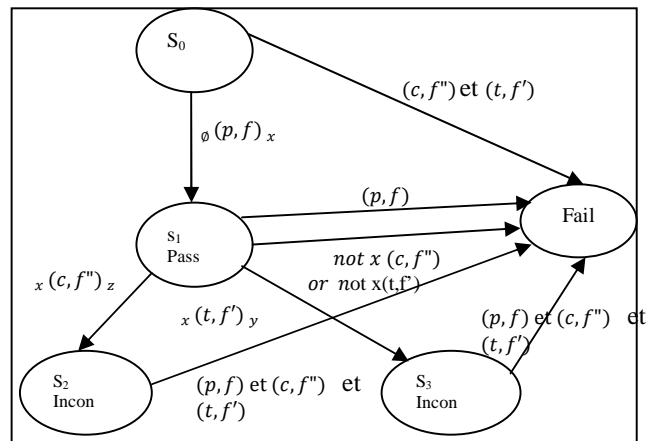 S₀
(c, f") et (t, f′)
∅ (p, f) ₓ
(p, f)
Fail
s₁
Pass
not x (c, f")
or not x(t,f')
ₓ (c, f") z
ₓ (t, f′) y
(p, f) et (c, f") et
(t, f′)
S₂
Incon
(p, f) et (c, f") et
(t, f′)
S₃
Incon